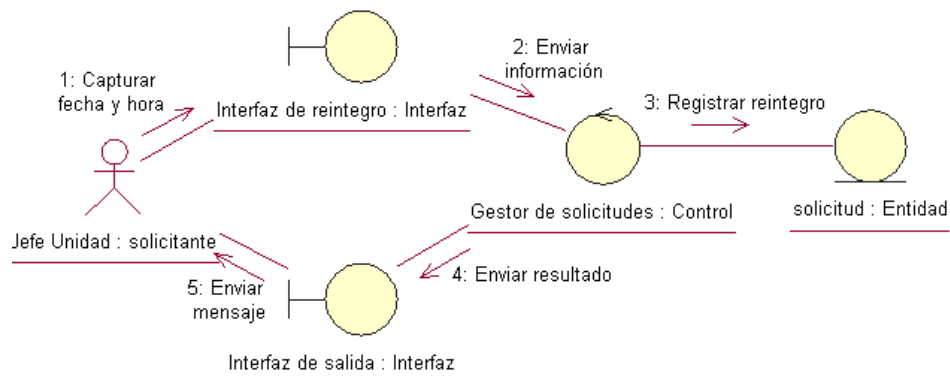 1: Capturar
fecha y hora
Interfaz de reintegro : Interfaz
2: Enviar
información
3: Registrar reintegro
Jefe Unidad : solicitante
Gestor de solicitudes : Control
solicitud : Entidad
4: Enviar resultado
5: Enviar
mensaje
Interfaz de salida : Interfaz